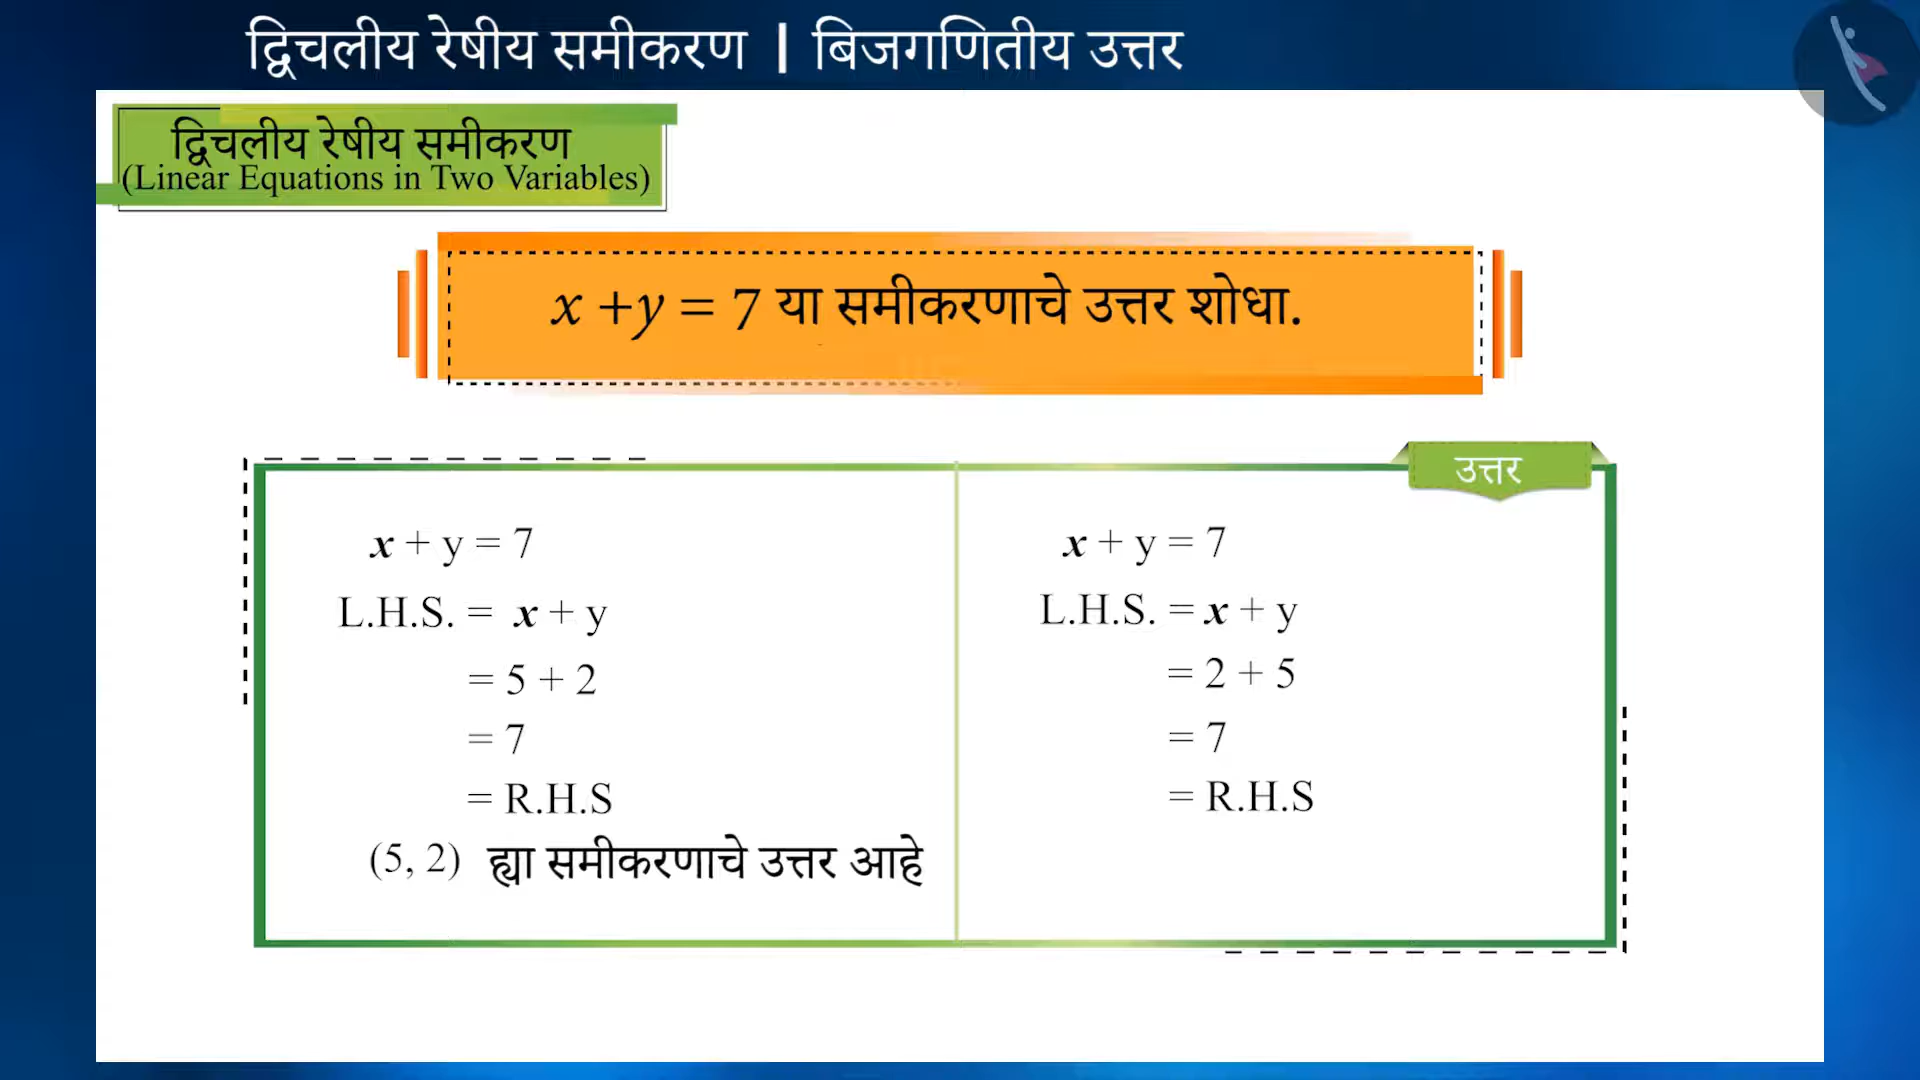 द्विचलीय रेषीय समीकरण | बिजगणितीय उत्तर
द्विचलीय रेषीय समीकरण
(Linear Equations in Two Variables)
x +y = 7 या समीकरणाचे उत्तर शोधा.
उत्तर
x + y = 7
L.H.S. = x + y
= 5 + 2
= 7
= R.H.S
(5, 2) ह्या समीकरणाचे उत्तर आहे
x + y = 7
L.H.S. = x + y
= 2 + 5
= 7
= R.H.S